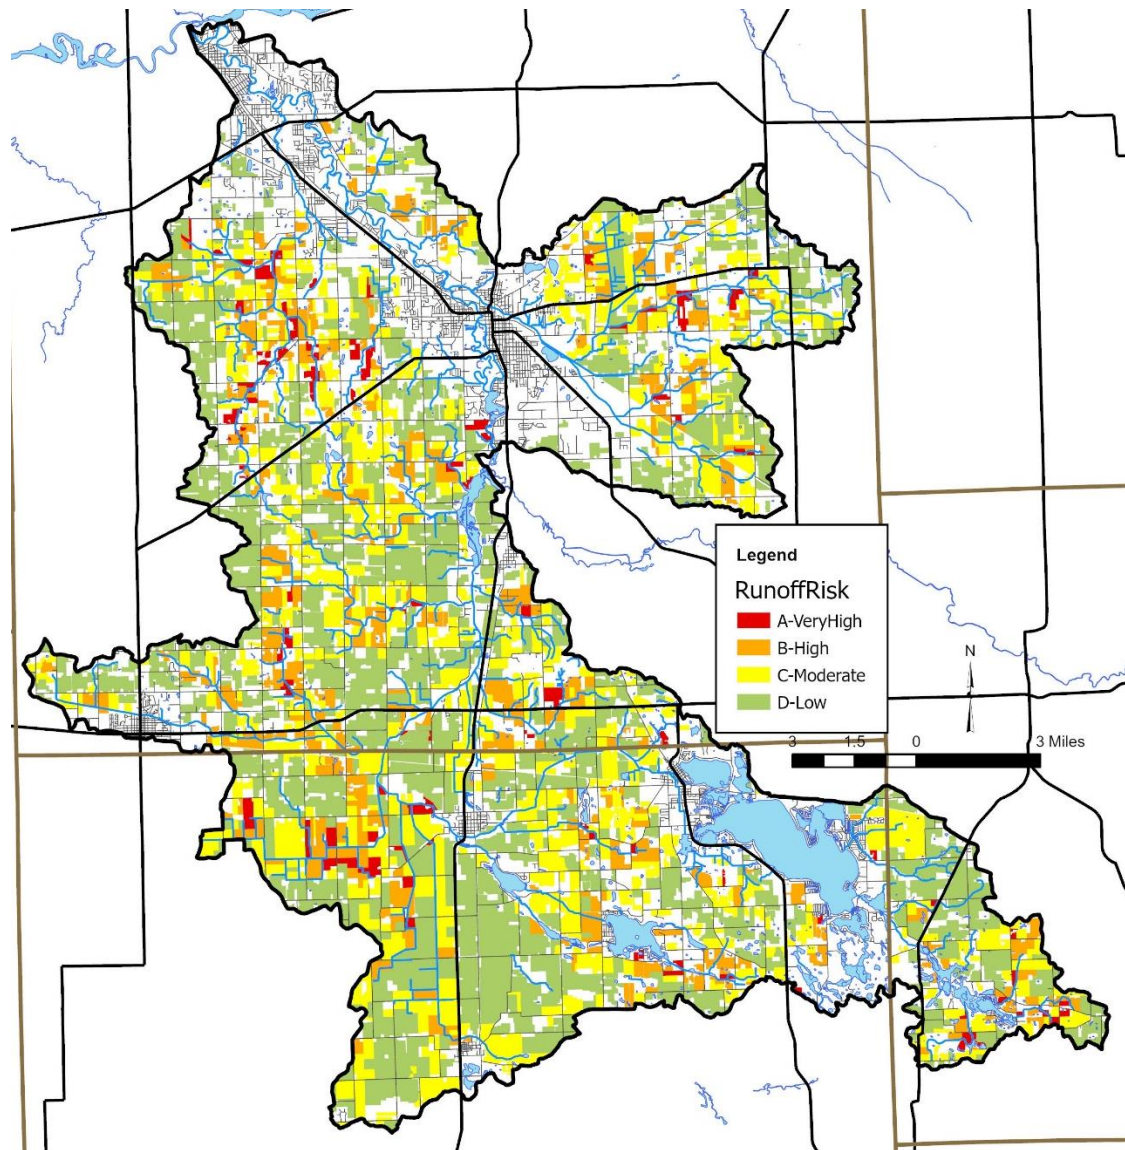 Legend
RunoffRisk
A-VeryHigh
B-High
C-Moderate
D-Low
N
3 1.5 0 3 Miles